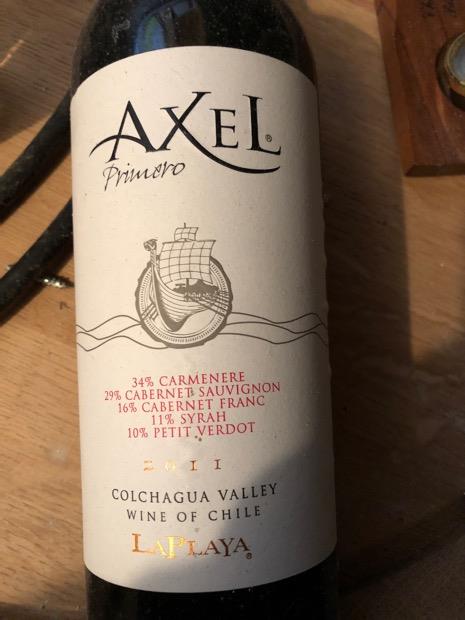 AXEL®
Primero
34% CARMENERE
29% CABERNET SAUVIGNON
16% CABERNET FRANC
11% SYRAH
10% PETIT VERDOT
2011
COLCHAGUA VALLEY
WINE OF CHILE
LAPLAYA®